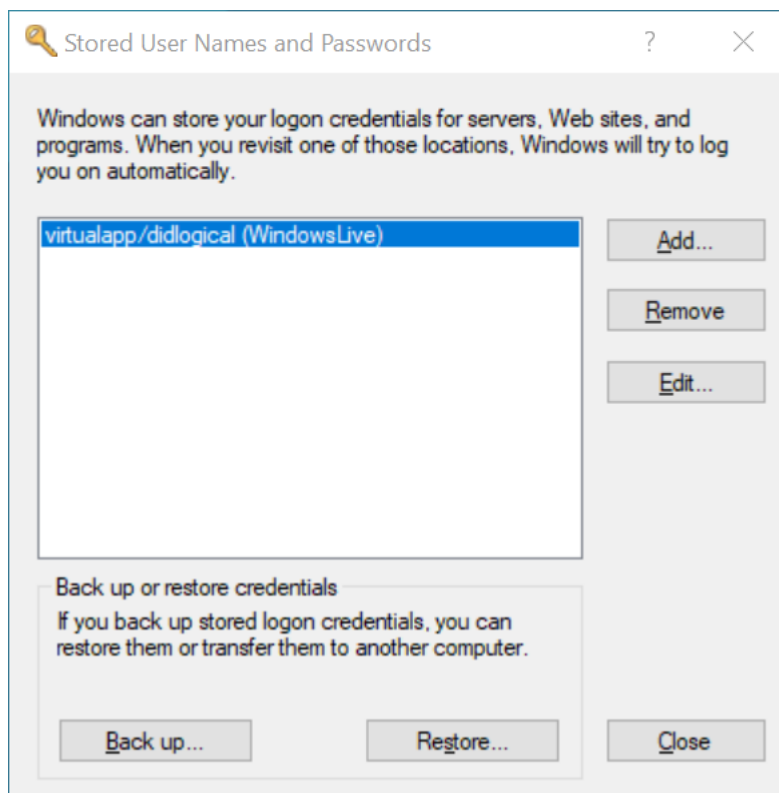 Stored User Names and Passwords
?
Windows can store your logon credentials for servers, Web sites, and
programs. When you revisit one of those locations, Windows will try to log
you on automatically.
virtualapp/didlogical (WindowsLive)
Add...
Remove
Edit...
Back up or restore credentials
If you back up stored logon credentials, you can
restore them or transfer them to another computer.
Back up...
Restore...
Close